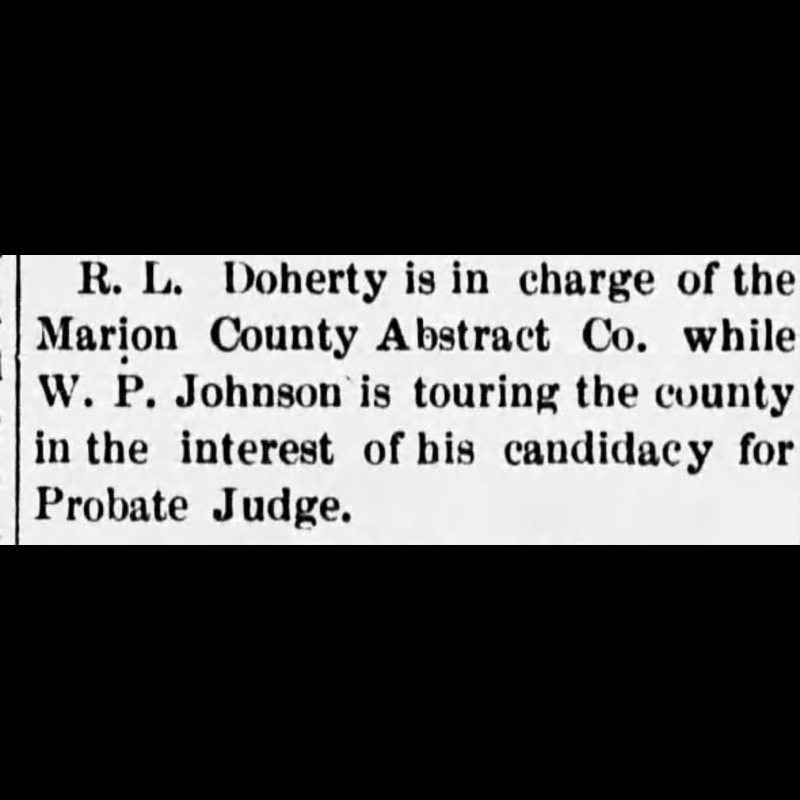 R. L. Doherty is in charge of the
Marion County Abstract Co. while
W. P. Johnson is touring the county
in the interest of his candidacy for
Probate Judge.